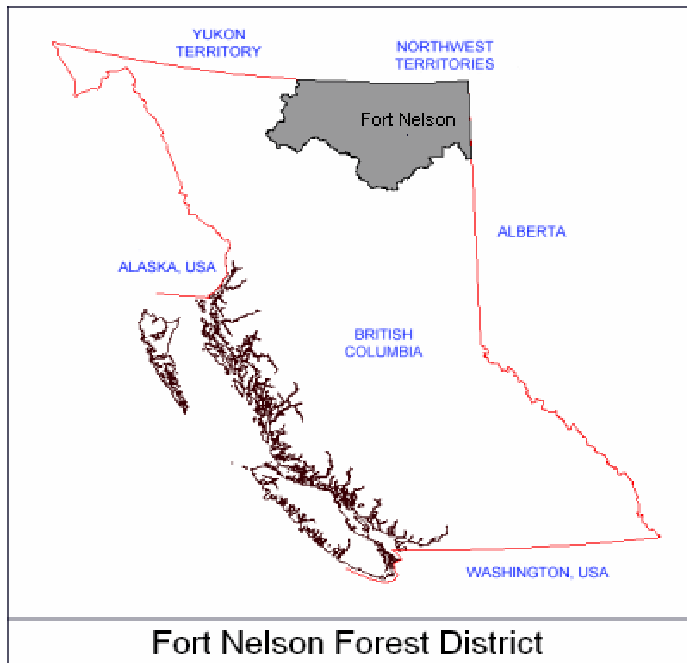 YUKON
TERRITORY
NORTHWEST
TERRITORIES
Fort Nelson
ALBERTA
ALASKA, USA
BRITISH
COLUMBIA
WASHINGTON, USA
Fort Nelson Forest District